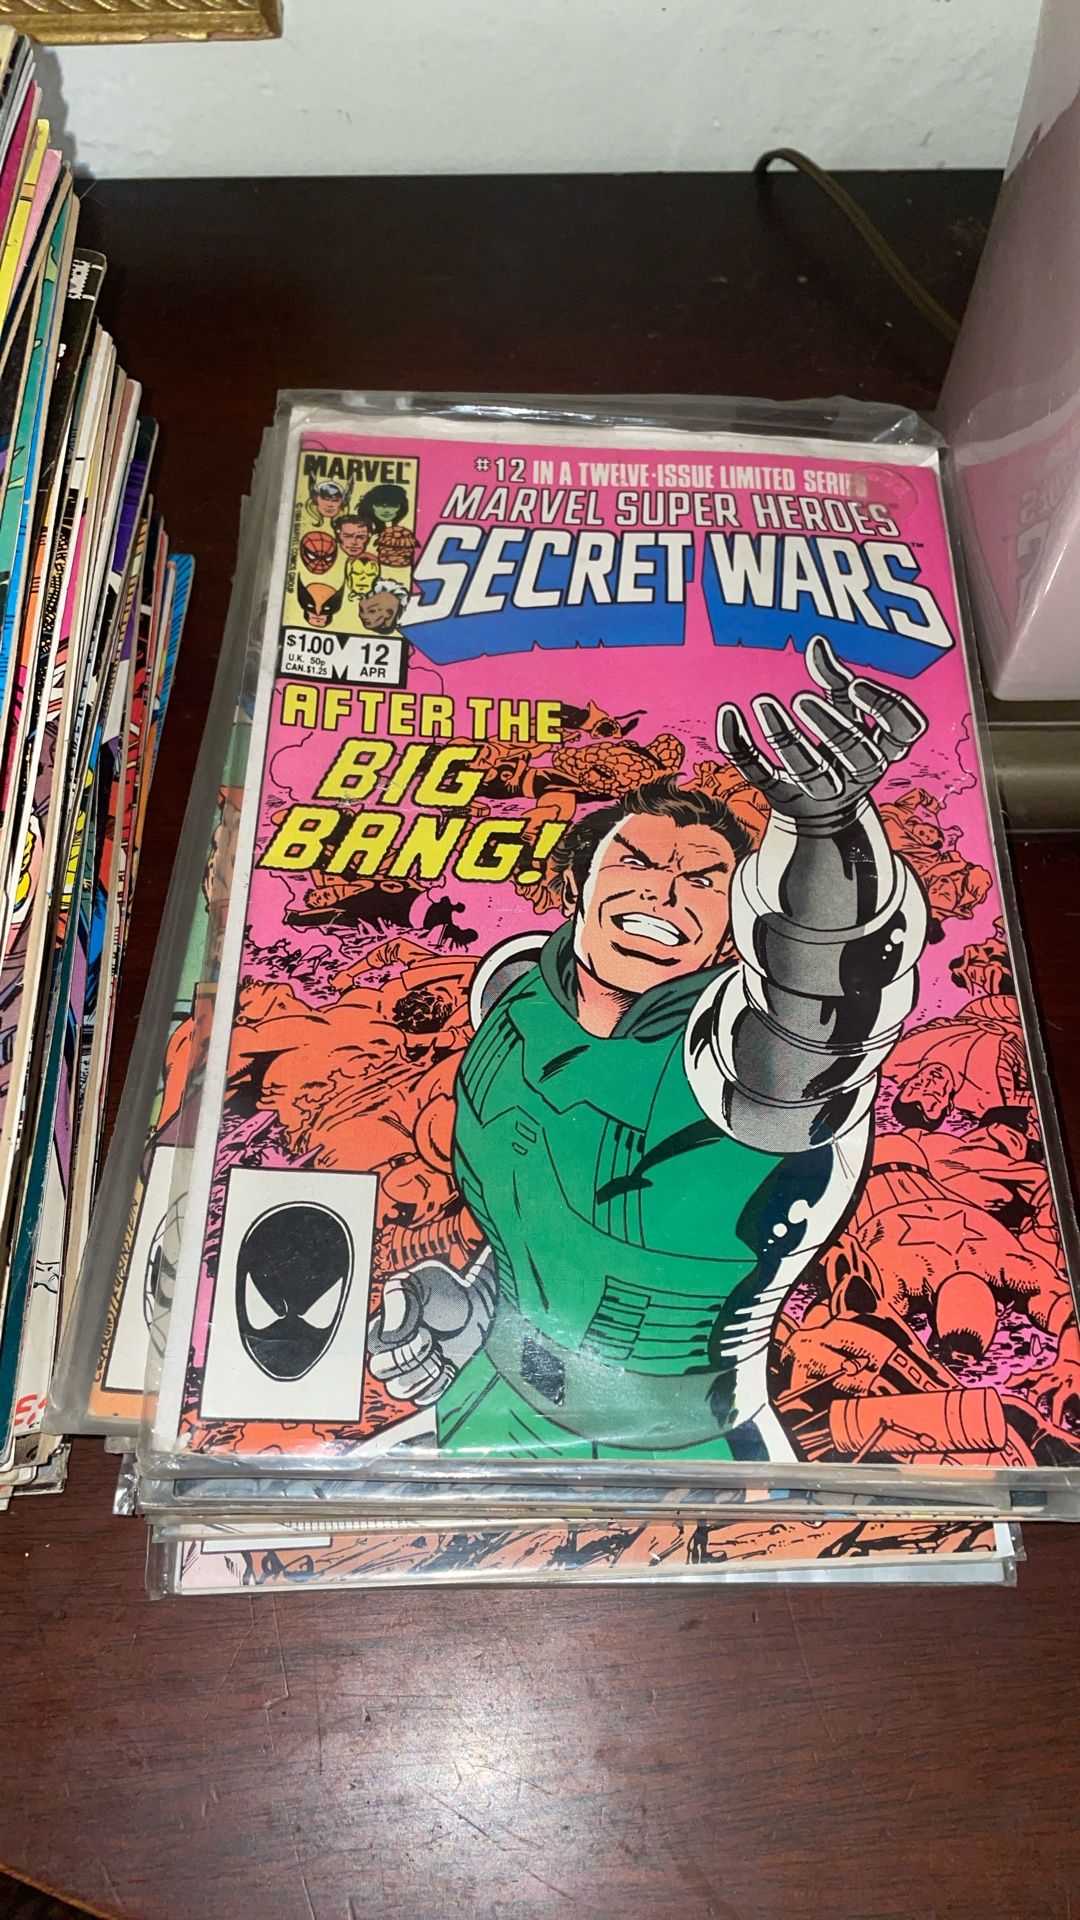 #12 IN A TWELVE-ISSUE LIMITED SERIES
MARVEL SUPER HEROES
SECRET WARS™
MARVEL®
$1.00
U.K. 50p
CAN. $1.25
12
APR
AFTER THE
BIG
BANG!